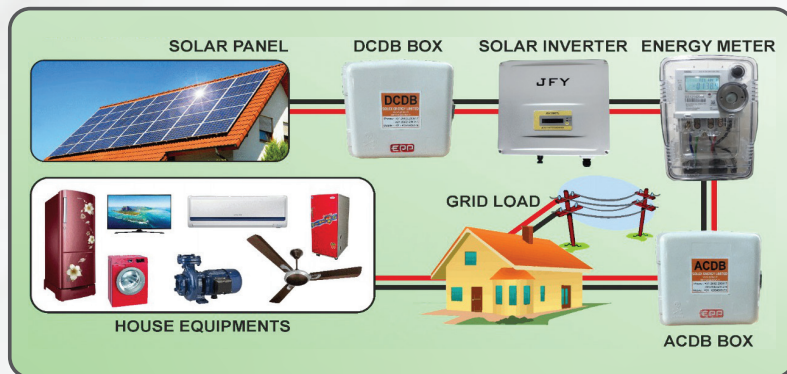 SOLAR PANEL
DCDB BOX
SOLAR INVERTER
ENERGY METER
DCDB
EPP
JFY
GRID LOAD
ACDB
EPP
HOUSE EQUIPMENTS
ACDB BOX